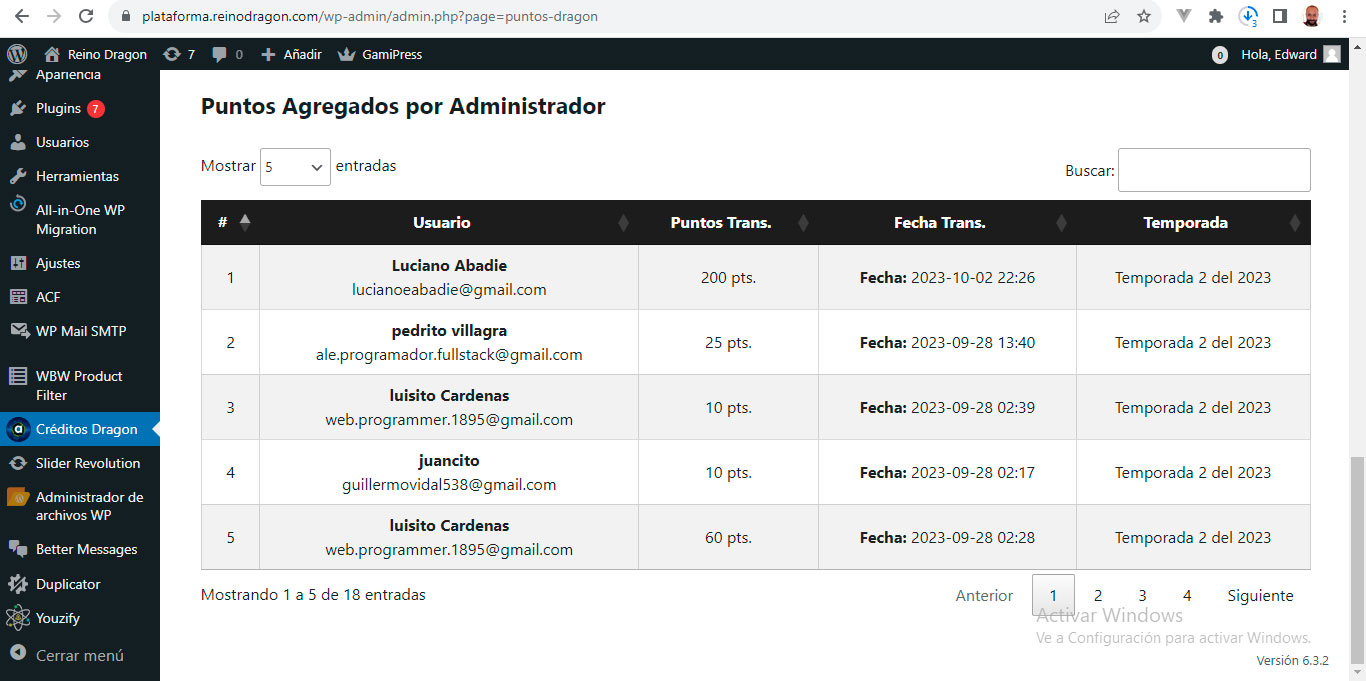 plataforma.reinodragon.com/wp-admin/admin.php?page=puntos-dragon
3
Reino Dragon
7
0
Añadir
GamiPress
0
Hola, Edward
Apariencia
Plugins 7
Usuarios
Herramientas
All-in-One WP
Migration
Ajustes
ACF
WP Mail SMTP
WBW Product
Filter
Créditos Dragon
Slider Revolution
Administrador de
archivos WP
Better Messages
Duplicator
Youzify
Cerrar menú
Puntos Agregados por Administrador
Mostrar 5 entradas
Buscar:
# Usuario Puntos Trans. Fecha Trans. Temporada
1 Luciano Abadie 200 pts. Fecha: 2023-10-02 22:26 Temporada 2 del 2023
lucianoeabadie@gmail.com
2 pedrito villagra 25 pts. Fecha: 2023-09-28 13:40 Temporada 2 del 2023
ale.programador.fullstack@gmail.com
3 luisito Cardenas 10 pts. Fecha: 2023-09-28 02:39 Temporada 2 del 2023
web.programmer.1895@gmail.com
4 juancito 10 pts. Fecha: 2023-09-28 02:17 Temporada 2 del 2023
guillermovidal538@gmail.com
5 luisito Cardenas 60 pts. Fecha: 2023-09-28 02:28 Temporada 2 del 2023
web.programmer.1895@gmail.com
Mostrando 1 a 5 de 18 entradas
Anterior 1 2 3 4 Siguiente
Activar Windows
Ve a Configuración para activar Windows.
Versión 6.3.2